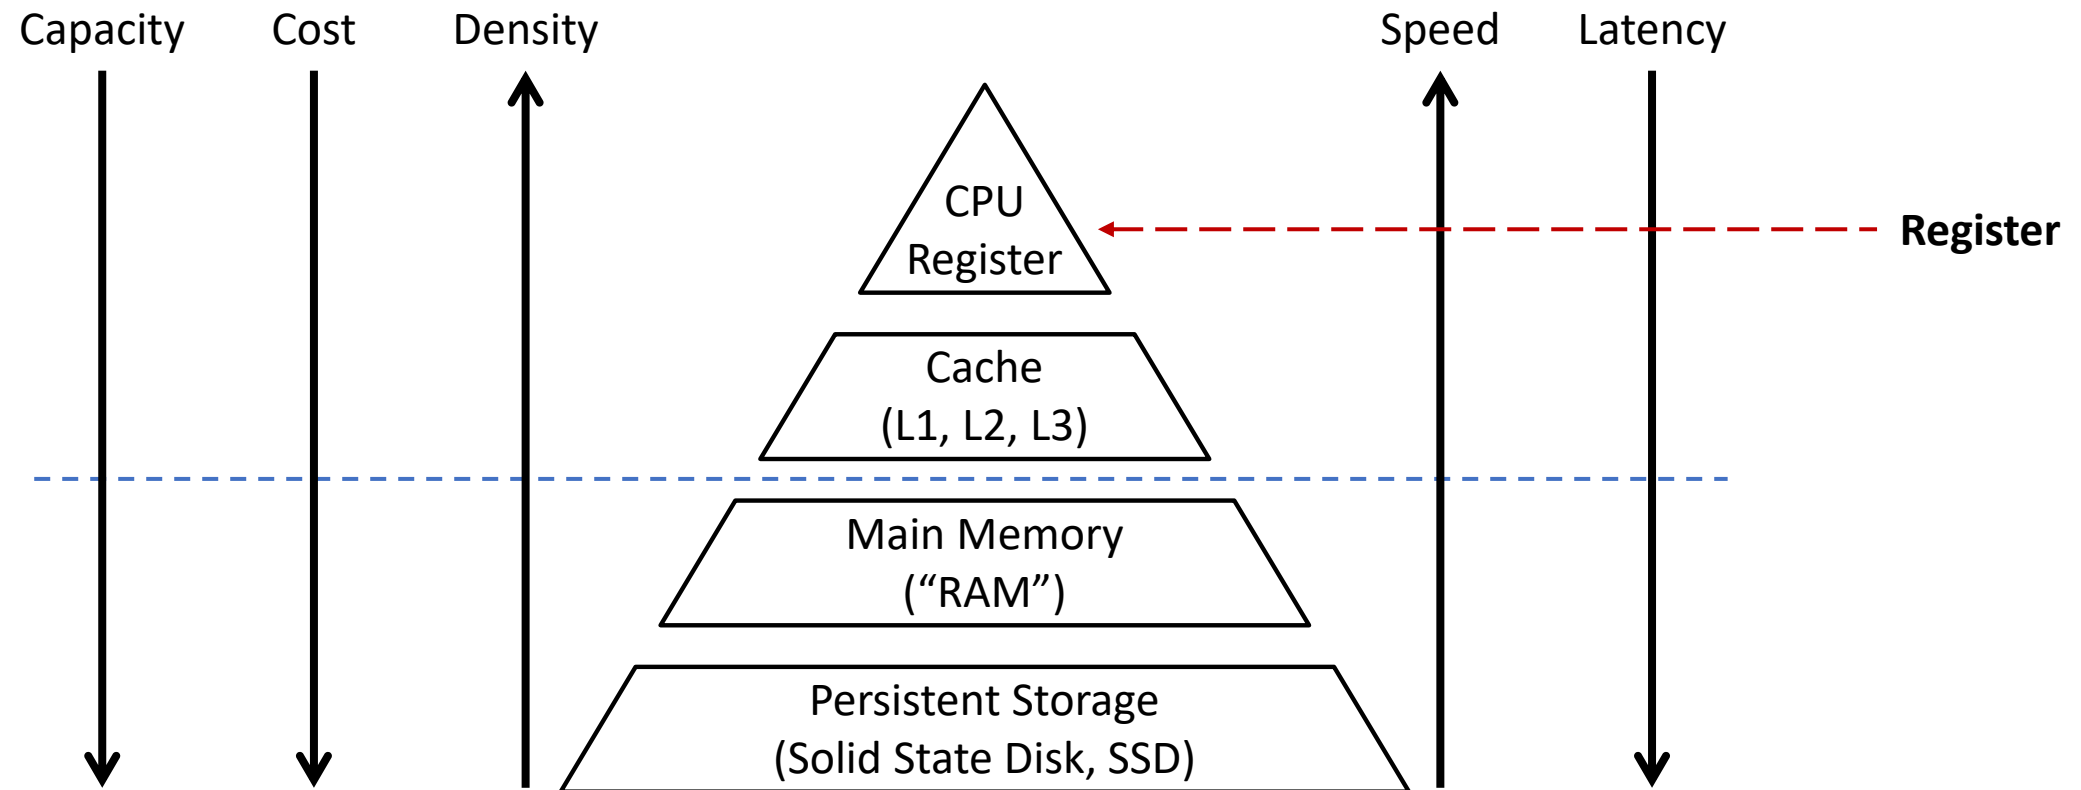 Capacity
Cost
Density
Speed
Latency
CPU
Register
Register
Cache
(L1, L2, L3)
Main Memory
(“RAM”)
Persistent Storage
(Solid State Disk, SSD)